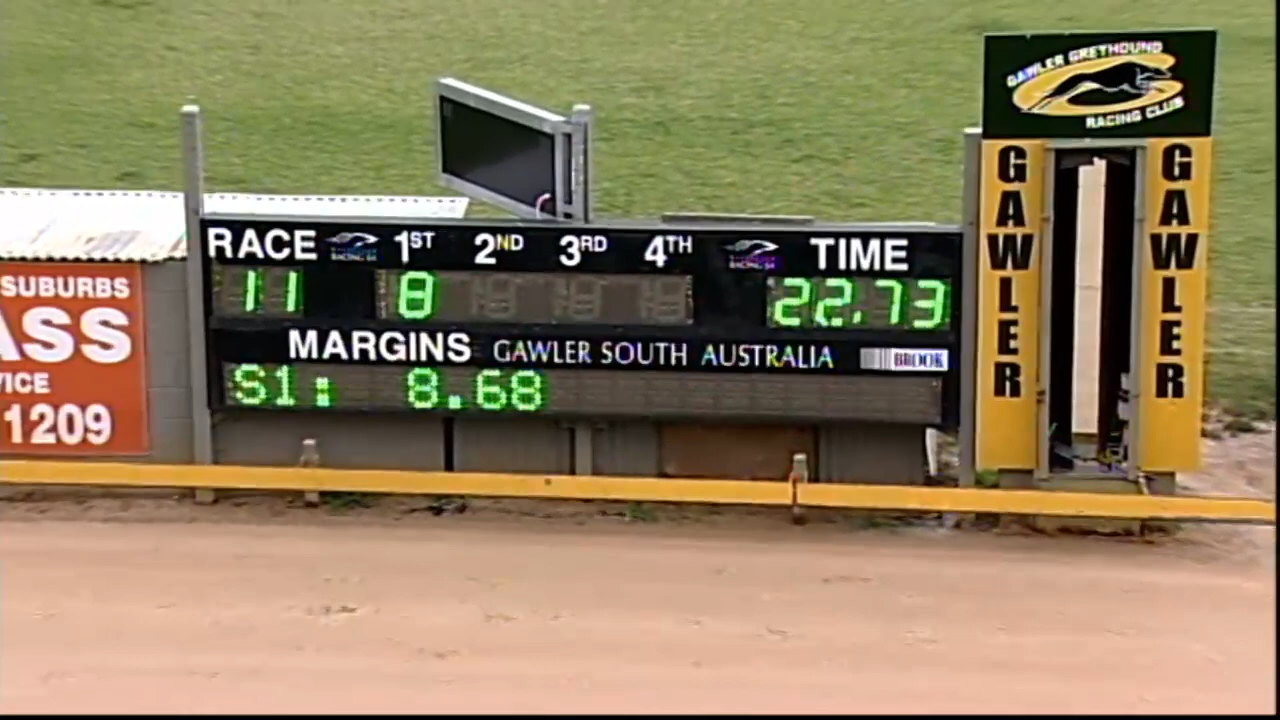 GAWLER GREYHOUND
RACING CLUB
GAWLER
GAWLER
RACE 1ST 2ND 3RD 4TH TIME
11 8 22.73
MARGINS GAWLER SOUTH AUSTRALIA BROOK
S1: 8.68
SUBURBS
ASS
VICE
1209